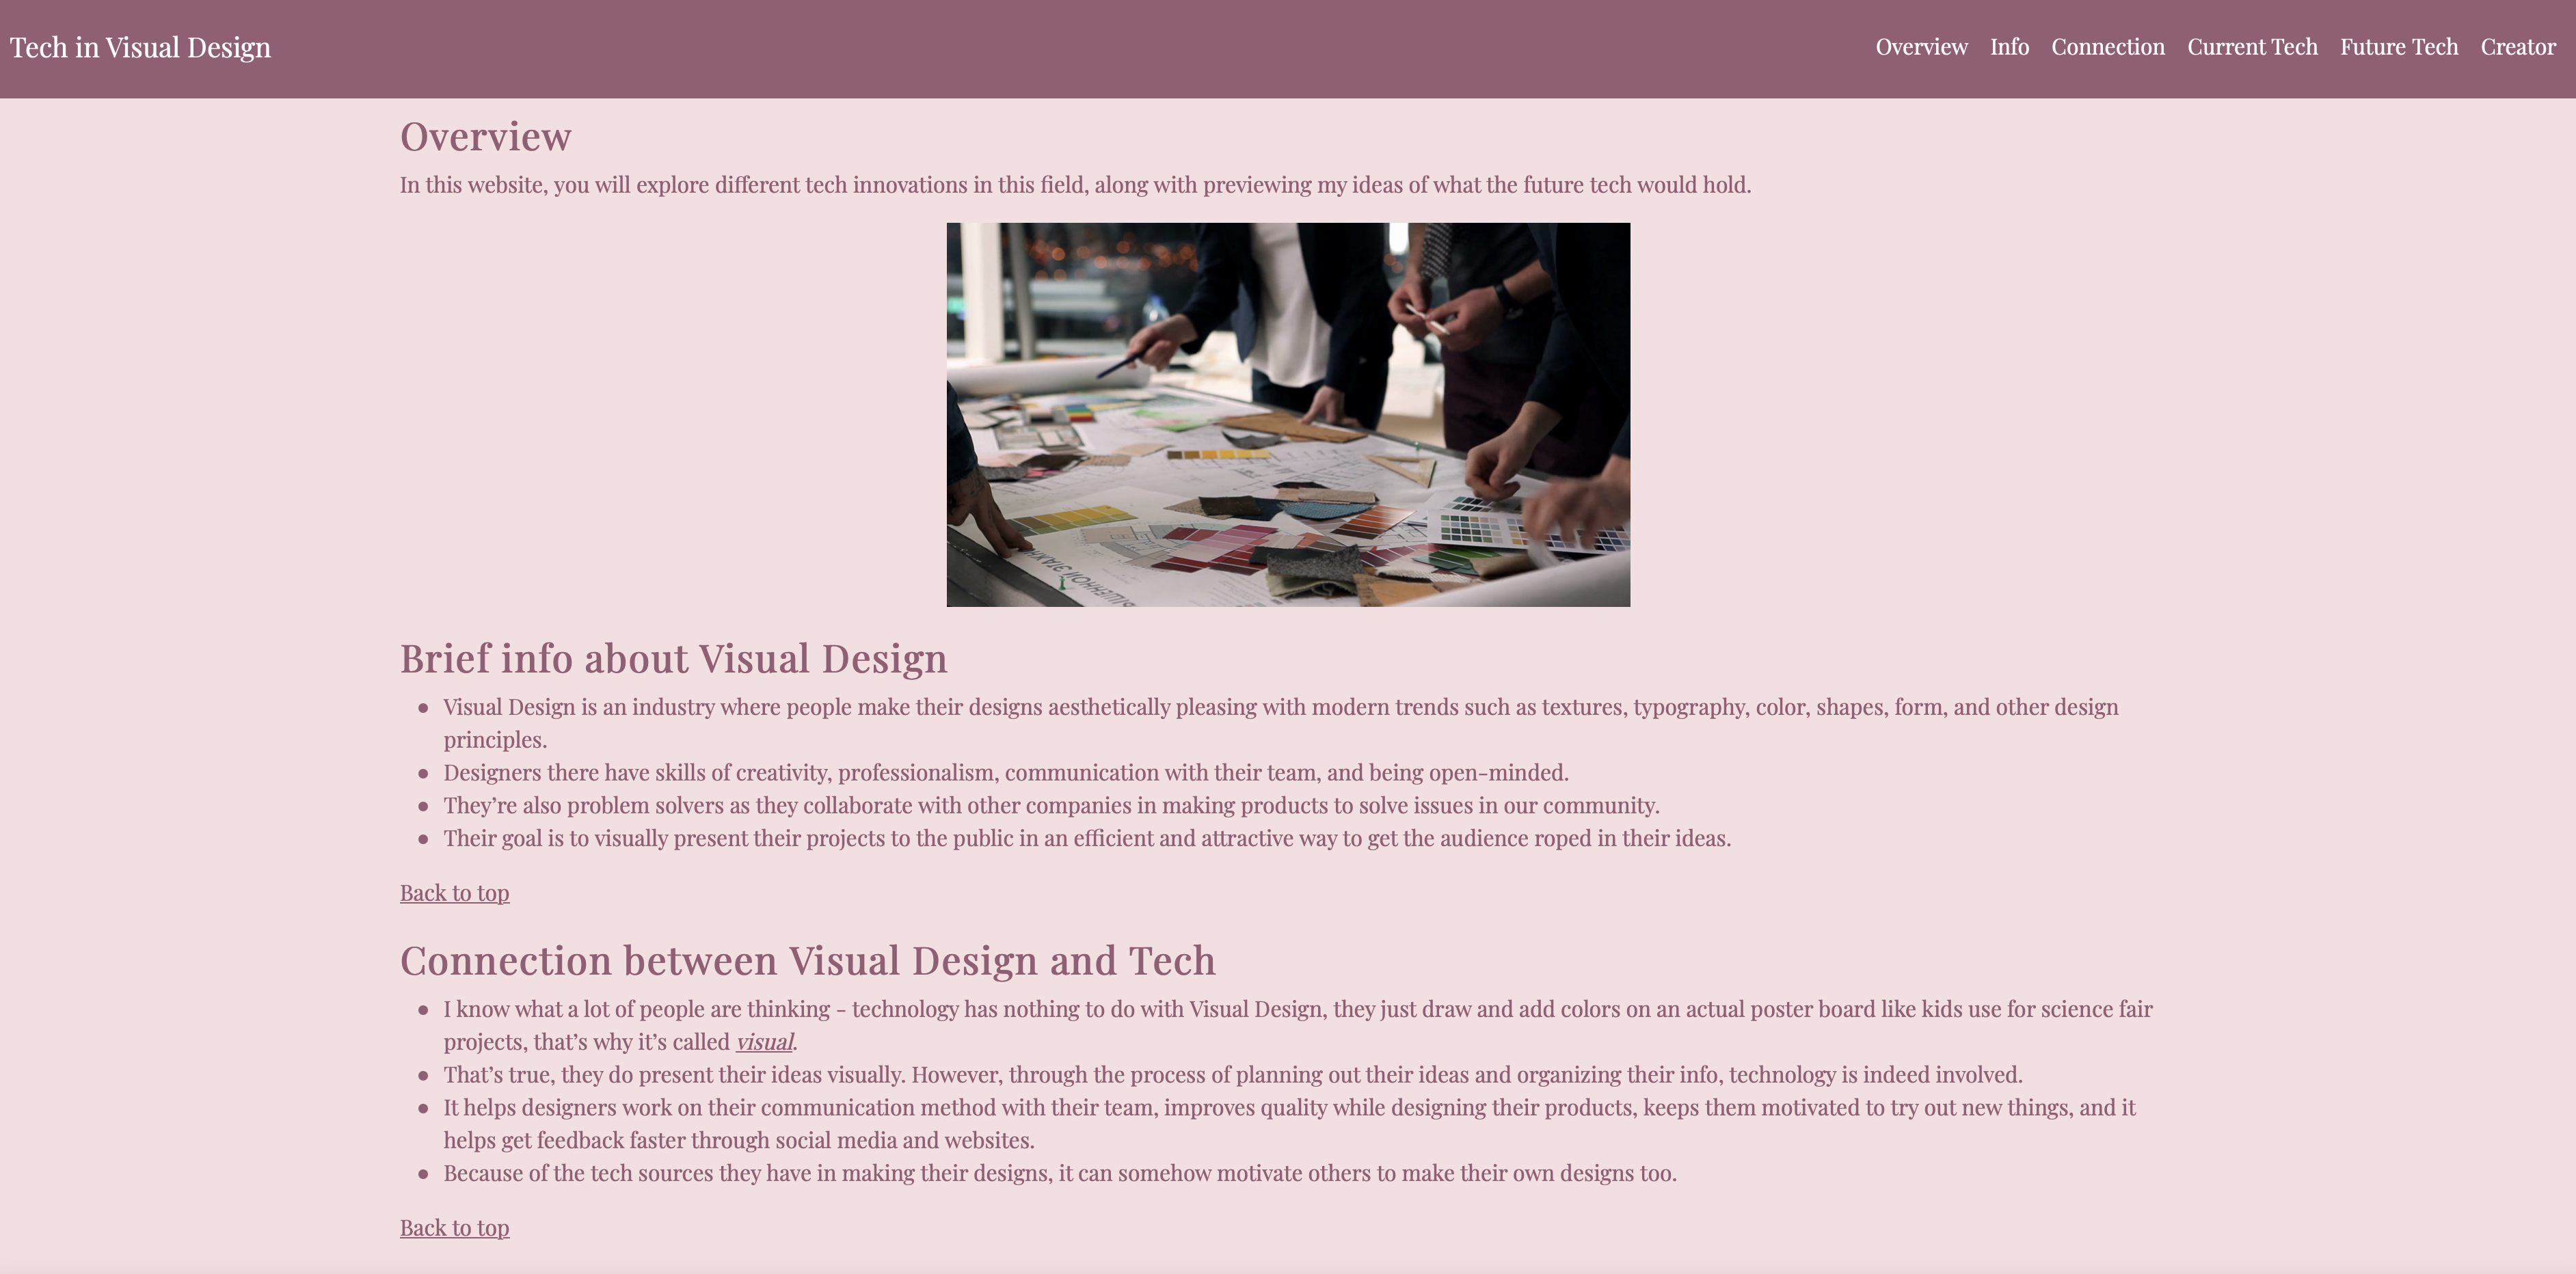 Tech in Visual Design
Overview Info Connection Current Tech Future Tech Creator
Overview
In this website, you will explore different tech innovations in this field, along with previewing my ideas of what the future tech would hold.
Brief info about Visual Design
● Visual Design is an industry where people make their designs aesthetically pleasing with modern trends such as textures, typography, color, shapes, form, and other design
principles.
● Designers there have skills of creativity, professionalism, communication with their team, and being open-minded.
● They’re also problem solvers as they collaborate with other companies in making products to solve issues in our community.
● Their goal is to visually present their projects to the public in an efficient and attractive way to get the audience roped in their ideas.
Back to top
Connection between Visual Design and Tech
● I know what a lot of people are thinking - technology has nothing to do with Visual Design, they just draw and add colors on an actual poster board like kids use for science fair
projects, that’s why it’s called visual.
● That’s true, they do present their ideas visually. However, through the process of planning out their ideas and organizing their info, technology is indeed involved.
● It helps designers work on their communication method with their team, improves quality while designing their products, keeps them motivated to try out new things, and it
helps get feedback faster through social media and websites.
● Because of the tech sources they have in making their designs, it can somehow motivate others to make their own designs too.
Back to top